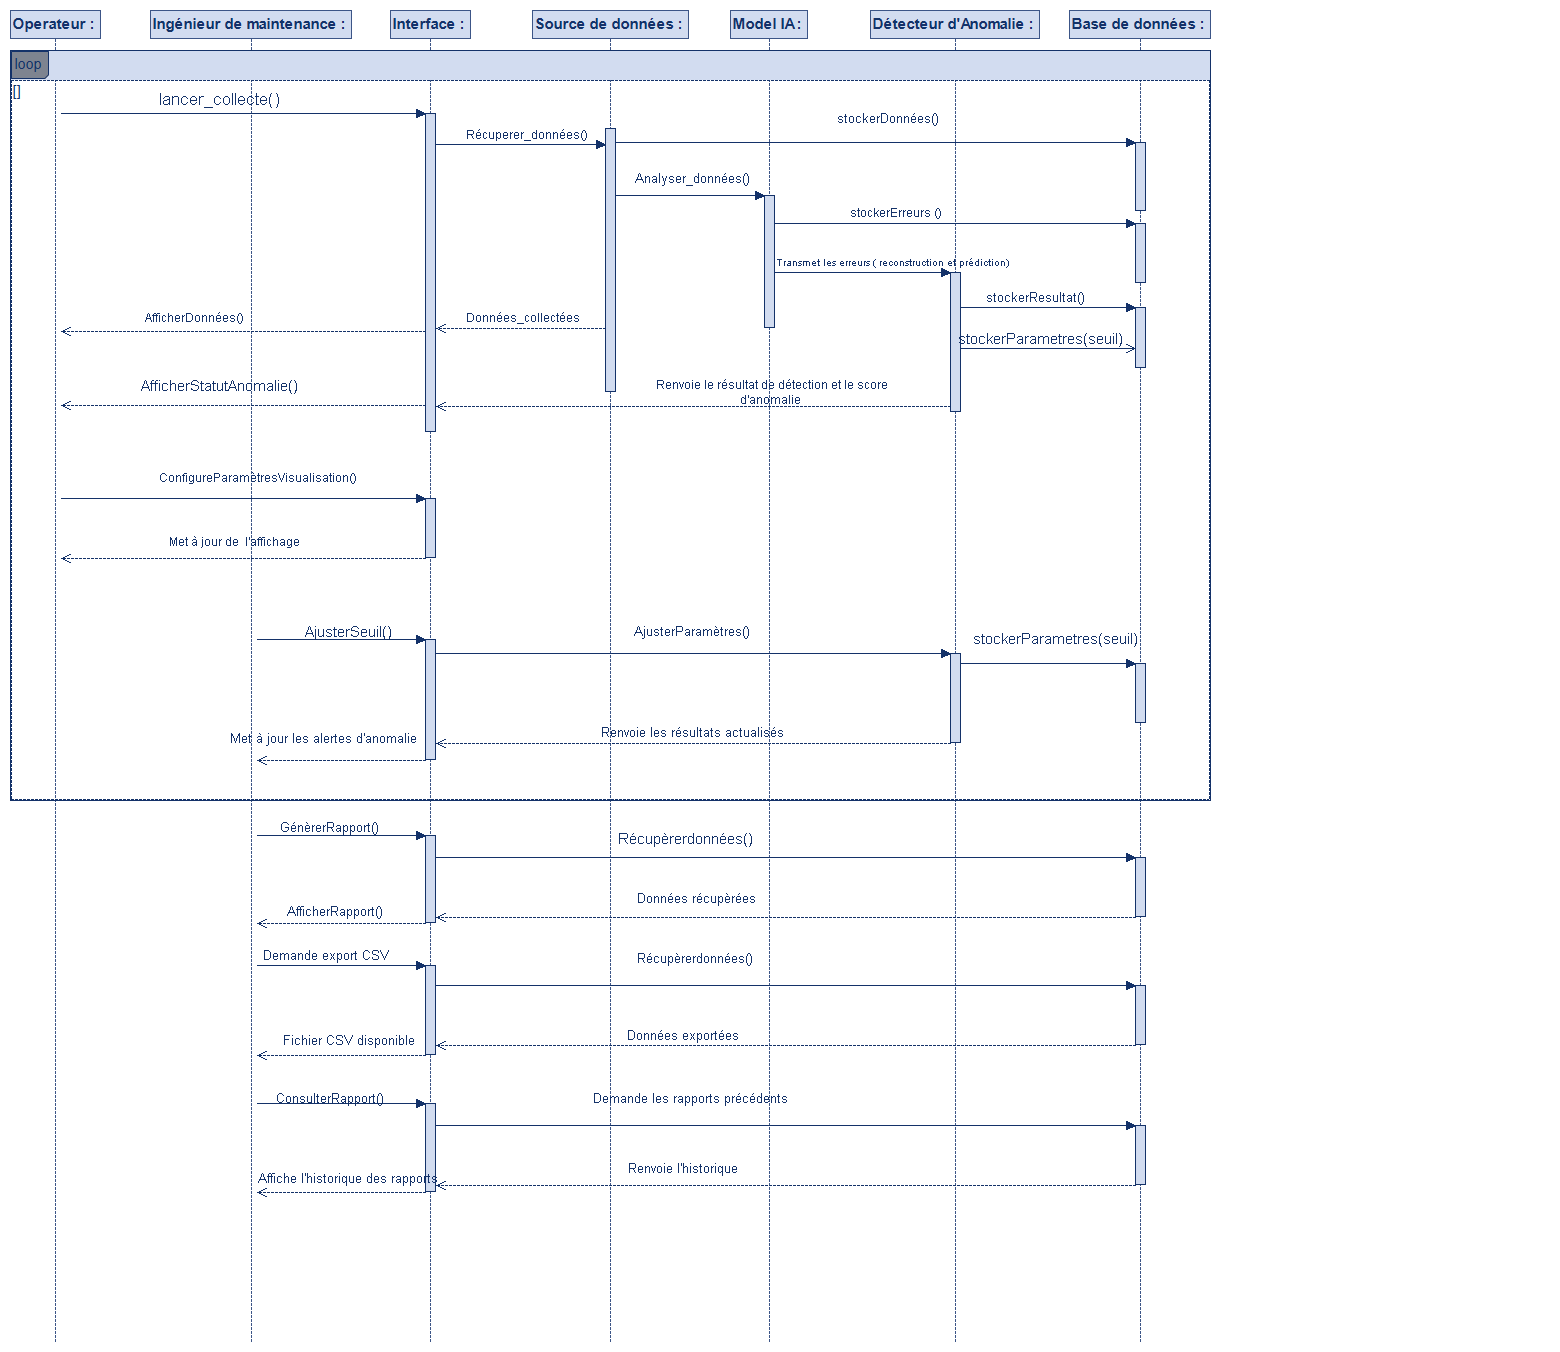 Operateur :
Ingénieur de maintenance :
Interface :
Source de données :
Model IA:
Détecteur d'Anomalie :
Base de données :
loop
[]
lancer_collecte()
stockerDonnées()
Récuperer_données()
Analyser_données()
stockerErreurs ()
Transmet les erreurs ( reconstruction et prédiction)
stockerResultat()
AfficherDonnées()
Données_collectées
stockerParametres(seuil)
AfficherStatutAnomalie()
Renvoie le résultat de détection et le score
d'anomalie
ConfigureParamètresVisualisation()
Met à jour de l'affichage
AjusterSeuil()
AjusterParamètres()
stockerParametres(seuil)
Renvoie les résultats actualisés
Met à jour les alertes d'anomalie
GénèrerRapport()
Récupèrerdonnées()
Données récupèrées
AfficherRapport()
Demande export CSV
Récupèrerdonnées()
Données exportées
Fichier CSV disponible
ConsulterRapport()
Demande les rapports précédents
Renvoie l'historique
Affiche l'historique des rapports